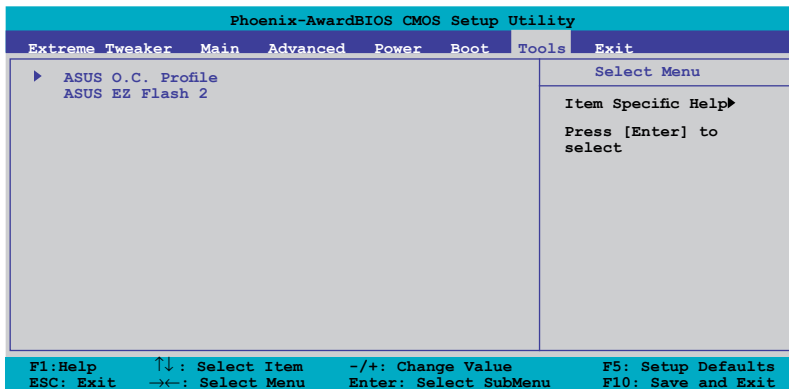 Phoenix-AwardBIOS CMOS Setup Utility
Extreme Tweaker Main Advanced Power Boot Tools Exit
ASUS O.C. Profile
ASUS EZ Flash 2
Select Menu
Item Specific Help
Press [Enter] to
select
F1:Help ↑↓: Select Item -/+: Change Value F5: Setup Defaults
ESC: Exit →←: Select Menu Enter: Select SubMenu F10: Save and Exit